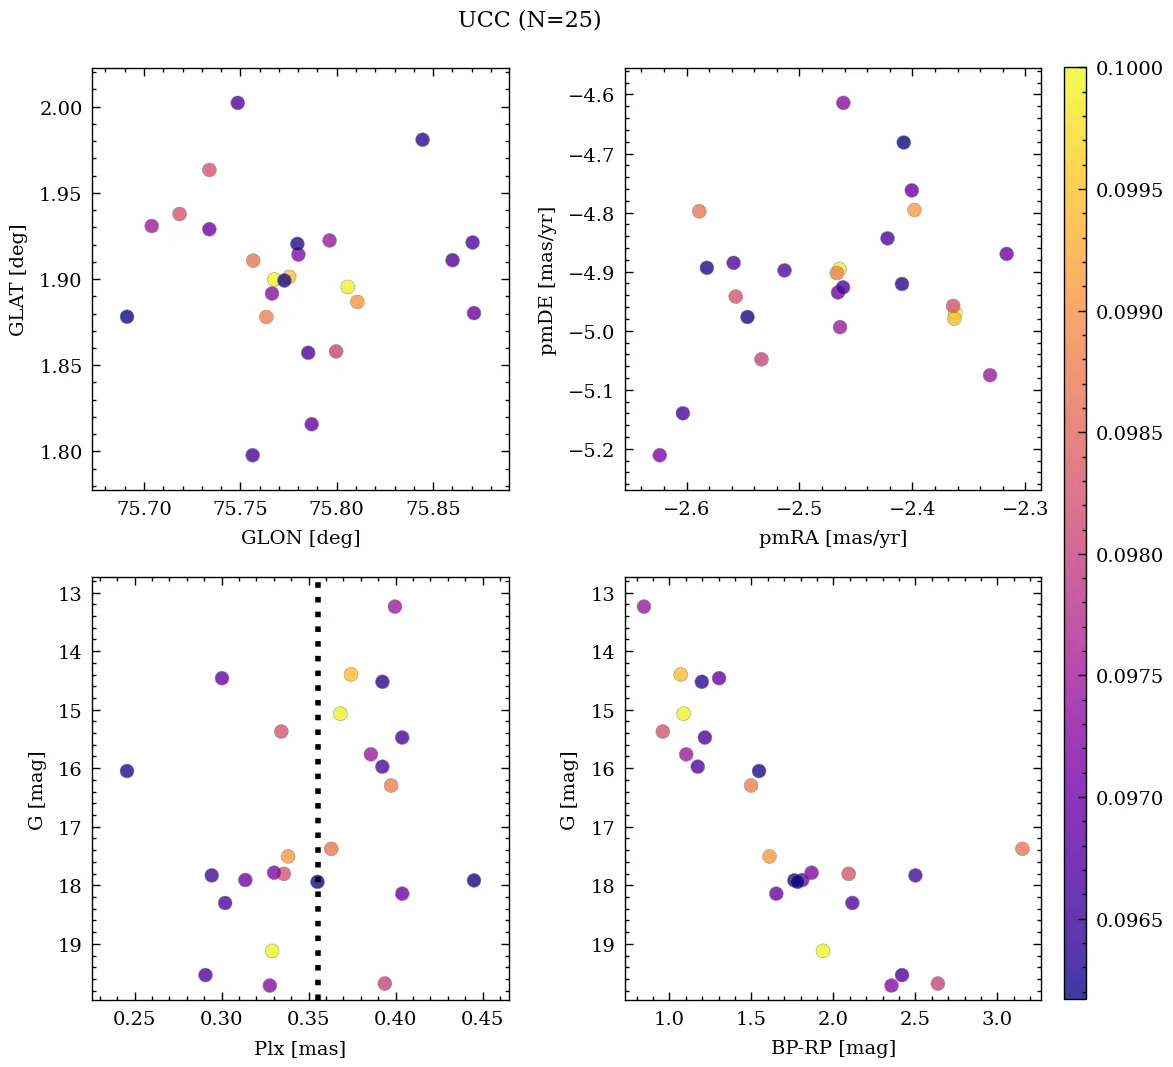 UCC (N=25)
2.00
1.95
1.90
1.85
1.80
GLAT [deg]
75.70 75.75 75.80 75.85
GLON [deg]
−4.6
−4.7
−4.8
−4.9
−5.0
−5.1
−5.2
pmDE [mas/yr]
−2.6 −2.5 −2.4 −2.3
pmRA [mas/yr]
13
14
15
16
17
18
19
G [mag]
0.25 0.30 0.35 0.40 0.45
Plx [mas]
13
14
15
16
17
18
19
G [mag]
1.0 1.5 2.0 2.5 3.0
BP-RP [mag]
0.1000
0.0995
0.0990
0.0985
0.0980
0.0975
0.0970
0.0965